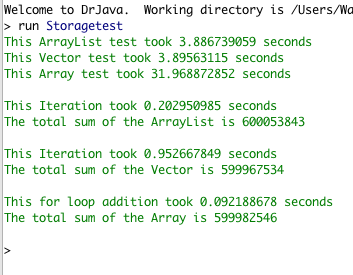 Welcome to DrJava.  Working directory is /Users/Wa
> run Storagetest
This ArrayList test took 3.886739059 seconds
This Vector test took 3.89563115 seconds
This Array test took 31.968872852 seconds
This Iteration took 0.202950985 seconds
The total sum of the ArrayList is 600053843
This Iteration took 0.952667849 seconds
The total sum of the Vector is 599967534
This for loop addition took 0.092188678 seconds
The total sum of the Array is 599982546
>